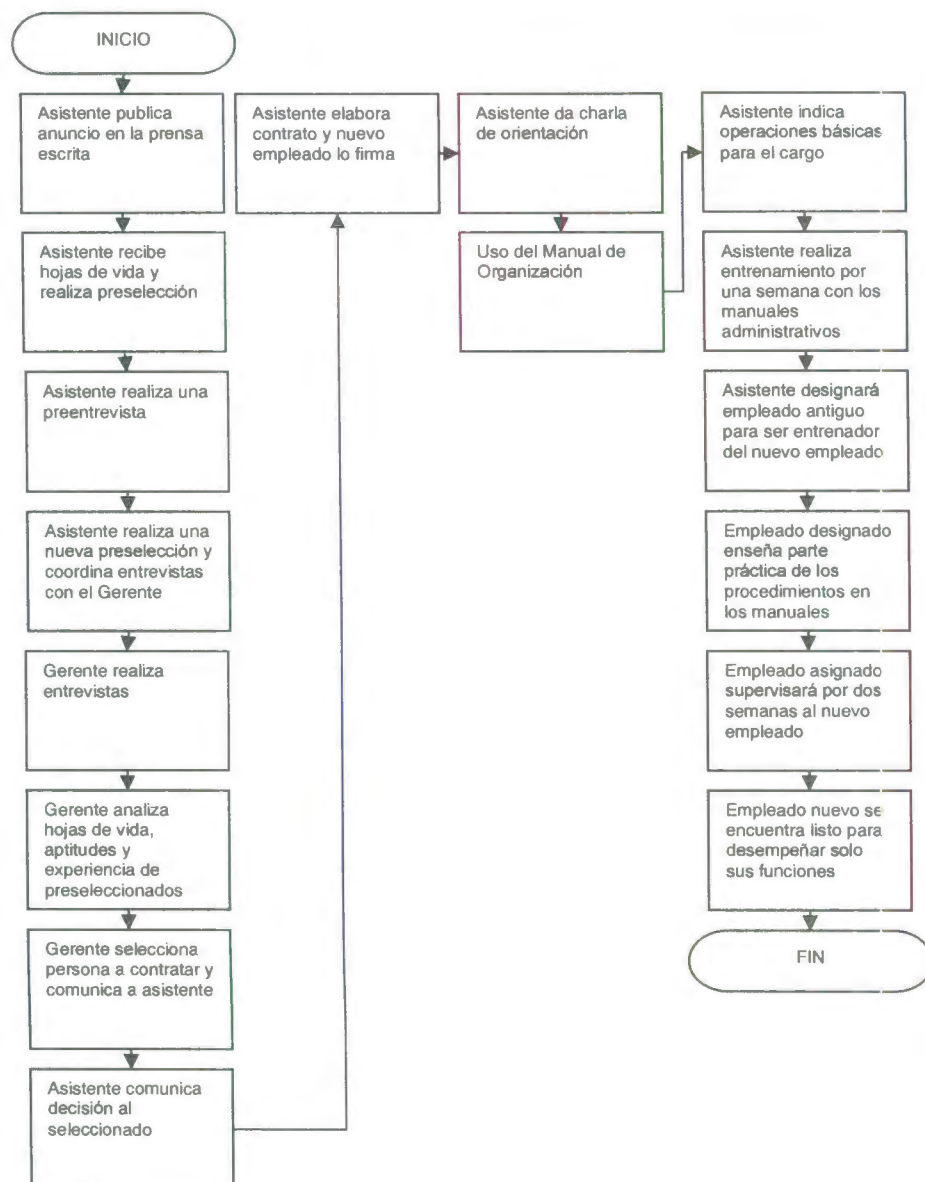 INICIO
Asistente publica
anuncio en la prensa
escrita
Asistente recibe
hojas de vida y
realiza preselección
Asistente realiza una
preentrevista
Asistente realiza una
nueva preselección y
coordina entrevistas
con el Gerente
Gerente realiza
entrevistas
Gerente analiza
hojas de vida,
aptitudes y
experiencia de
preseleccionados
Gerente selecciona
persona a contratar y
comunica a asistente
Asistente comunica
decisión al
seleccionado
Asistente elabora
contrato y nuevo
empleado lo firma
Asistente da charla
de orientación
Uso del Manual de
Organización
Asistente indica
operaciones básicas
para el cargo
Asistente realiza
entrenamiento por
una semana con los
manuales
administrativos
Asistente designará
empleado antiguo
para ser entrenador
del nuevo empleado
Empleado designado
enseña parte
práctica de los
procedimientos en
los manuales
Empleado asignado
supervisará por dos
semanas al nuevo
empleado
Empleado nuevo se
encuentra listo para
desempeñar solo
sus funciones
FIN